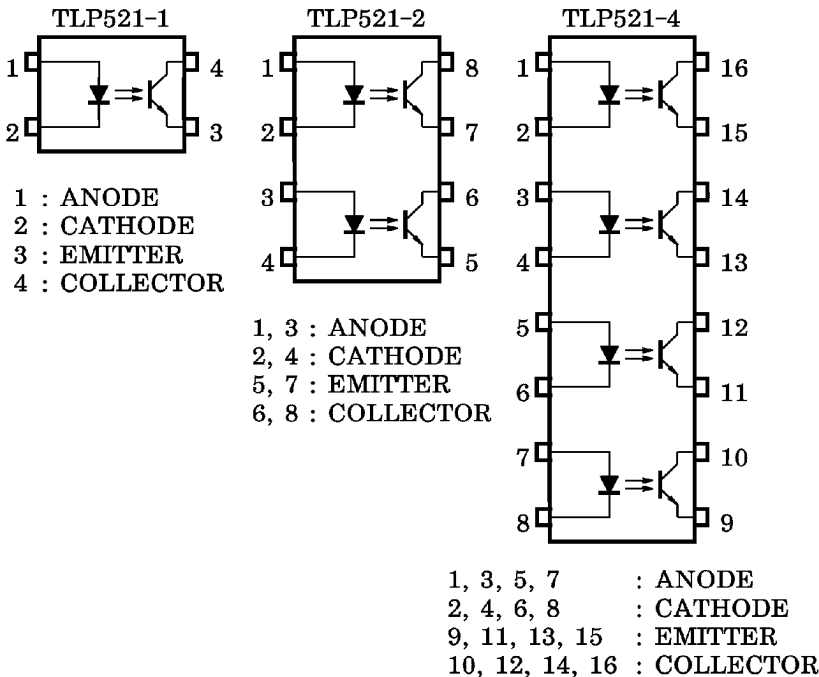 TLP521-1
1
2
4
3
1 : ANODE
2 : CATHODE
3 : EMITTER
4 : COLLECTOR
TLP521-2
1
2
3
4
8
7
6
5
1, 3 : ANODE
2, 4 : CATHODE
5, 7 : EMITTER
6, 8 : COLLECTOR
TLP521-4
1
2
3
4
5
6
7
8
16
15
14
13
12
11
10
9
1, 3, 5, 7 : ANODE
2, 4, 6, 8 : CATHODE
9, 11, 13, 15 : EMITTER
10, 12, 14, 16 : COLLECTOR